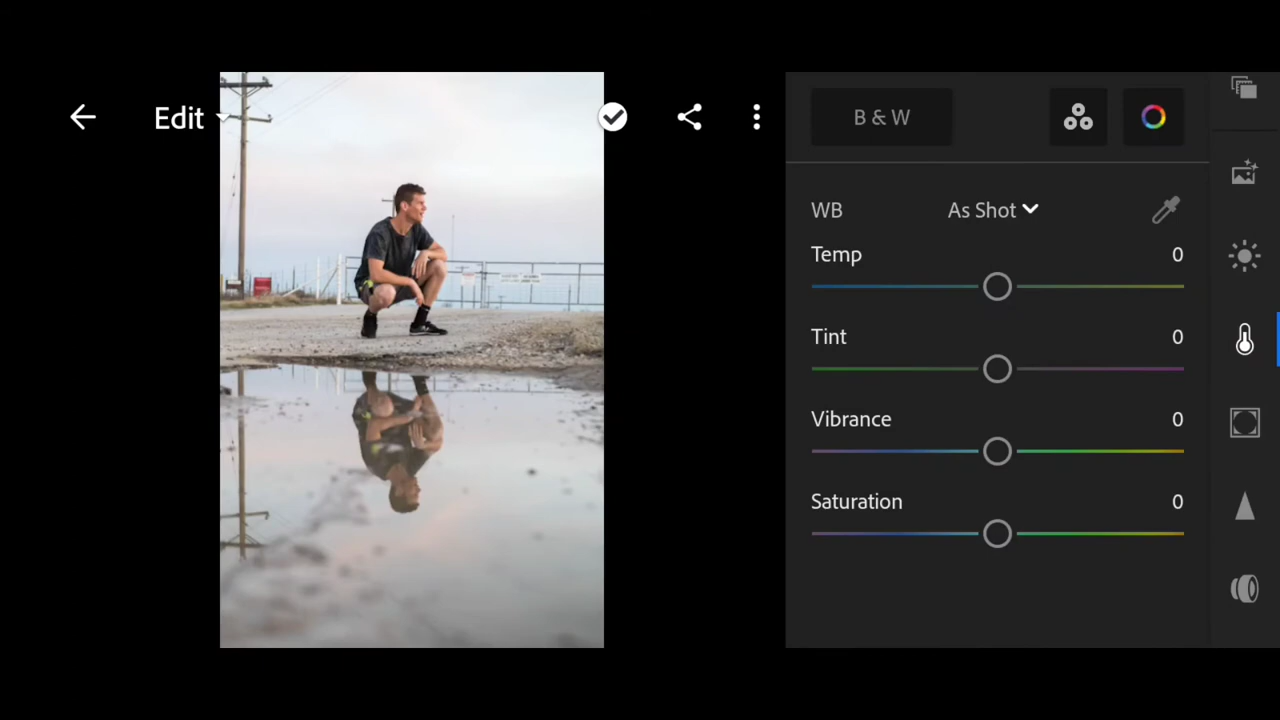 Edit
B & W
WB As Shot
Temp 0
Tint 0
Vibrance 0
Saturation 0